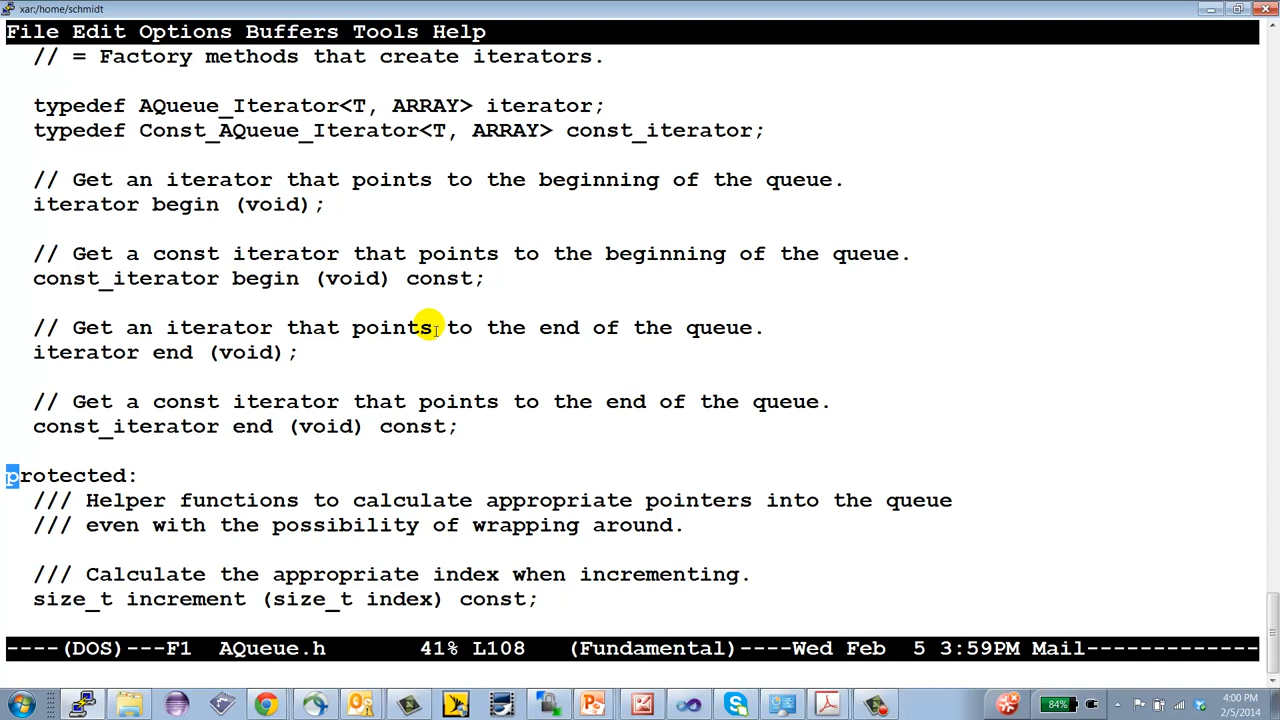 xar:/home/schmidt
File Edit Options Buffers Tools Help
// = Factory methods that create iterators.
typedef AQueue_Iterator<T, ARRAY> iterator;
typedef Const_AQueue_Iterator<T, ARRAY> const_iterator;
// Get an iterator that points to the beginning of the queue.
iterator begin (void);
// Get a const iterator that points to the beginning of the queue.
const_iterator begin (void) const;
// Get an iterator that points to the end of the queue.
iterator end (void);
// Get a const iterator that points to the end of the queue.
const_iterator end (void) const;
protected:
/// Helper functions to calculate appropriate pointers into the queue
/// even with the possibility of wrapping around.
/// Calculate the appropriate index when incrementing.
size_t increment (size_t index) const;
----(DOS)---F1  AQueue.h       41% L108   (Fundamental)----Wed Feb  5 3:59PM Mail-------------
84%
4:00 PM
2/5/2014